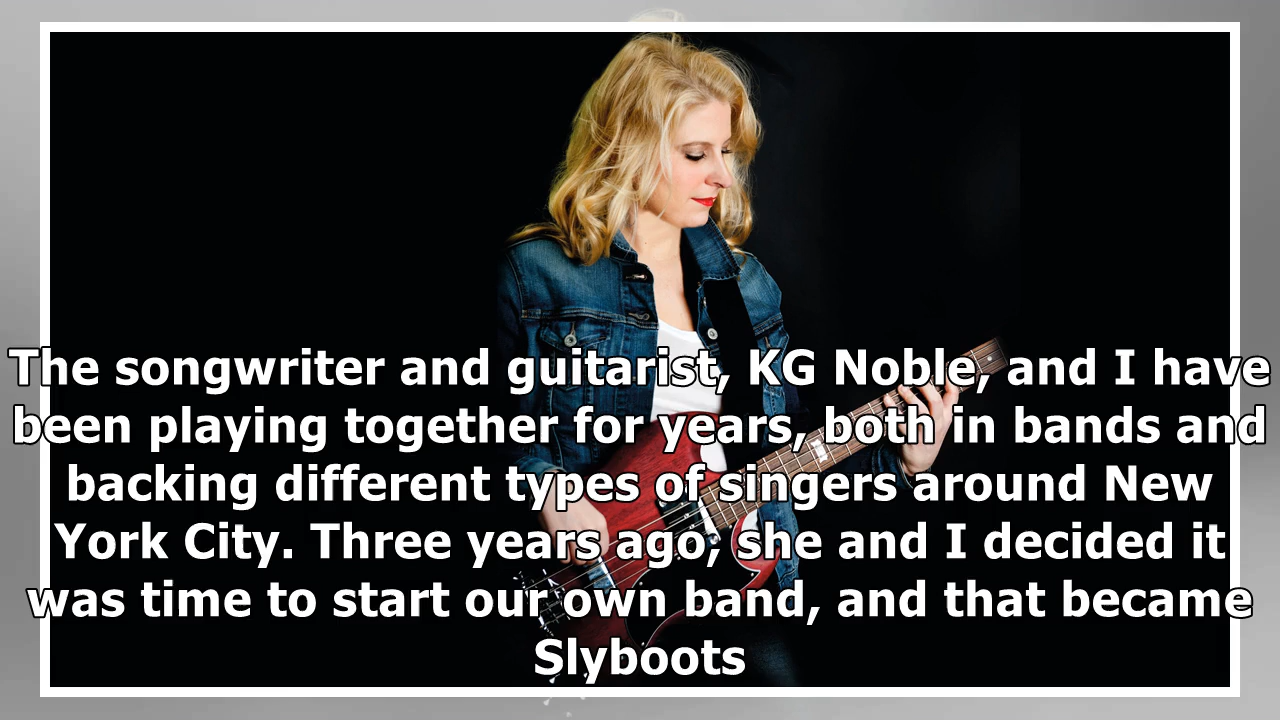 The songwriter and guitarist, KG Noble, and I have
been playing together for years, both in bands and
backing different types of singers around New
York City. Three years ago, she and I decided it
was time to start our own band, and that became
Slyboots